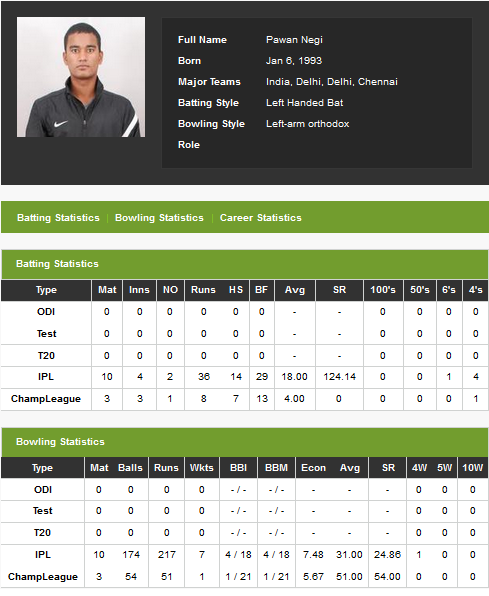 Full Name Pawan Negi
Born Jan 6, 1993
Major Teams India, Delhi, Delhi, Chennai
Batting Style Left Handed Bat
Bowling Style Left-arm orthodox
Role
Batting Statistics | Bowling Statistics | Career Statistics
Batting Statistics
Type Mat Inns NO Runs HS BF Avg SR 100's 50's 6's 4's
ODI 0 0 0 0 0 0 - - 0 0 0 0
Test 0 0 0 0 0 0 - - 0 0 0 0
T20 0 0 0 0 0 0 - - 0 0 0 0
IPL 10 4 2 36 14 29 18.00 124.14 0 0 1 4
ChampLeague 3 3 1 8 7 13 4.00 0 0 0 0 1
Bowling Statistics
Type Mat Balls Runs Wkts BBI BBM Econ Avg SR 4W 5W 10W
ODI 0 0 0 0 - / - - / - - - - 0 0 0
Test 0 0 0 0 - / - - / - - - - 0 0 0
T20 0 0 0 0 - / - - / - - - - 0 0 0
IPL 10 174 217 7 4 / 18 4 / 18 7.48 31.00 24.86 1 0 0
ChampLeague 3 54 51 1 1 / 21 1 / 21 5.67 51.00 54.00 0 0 0